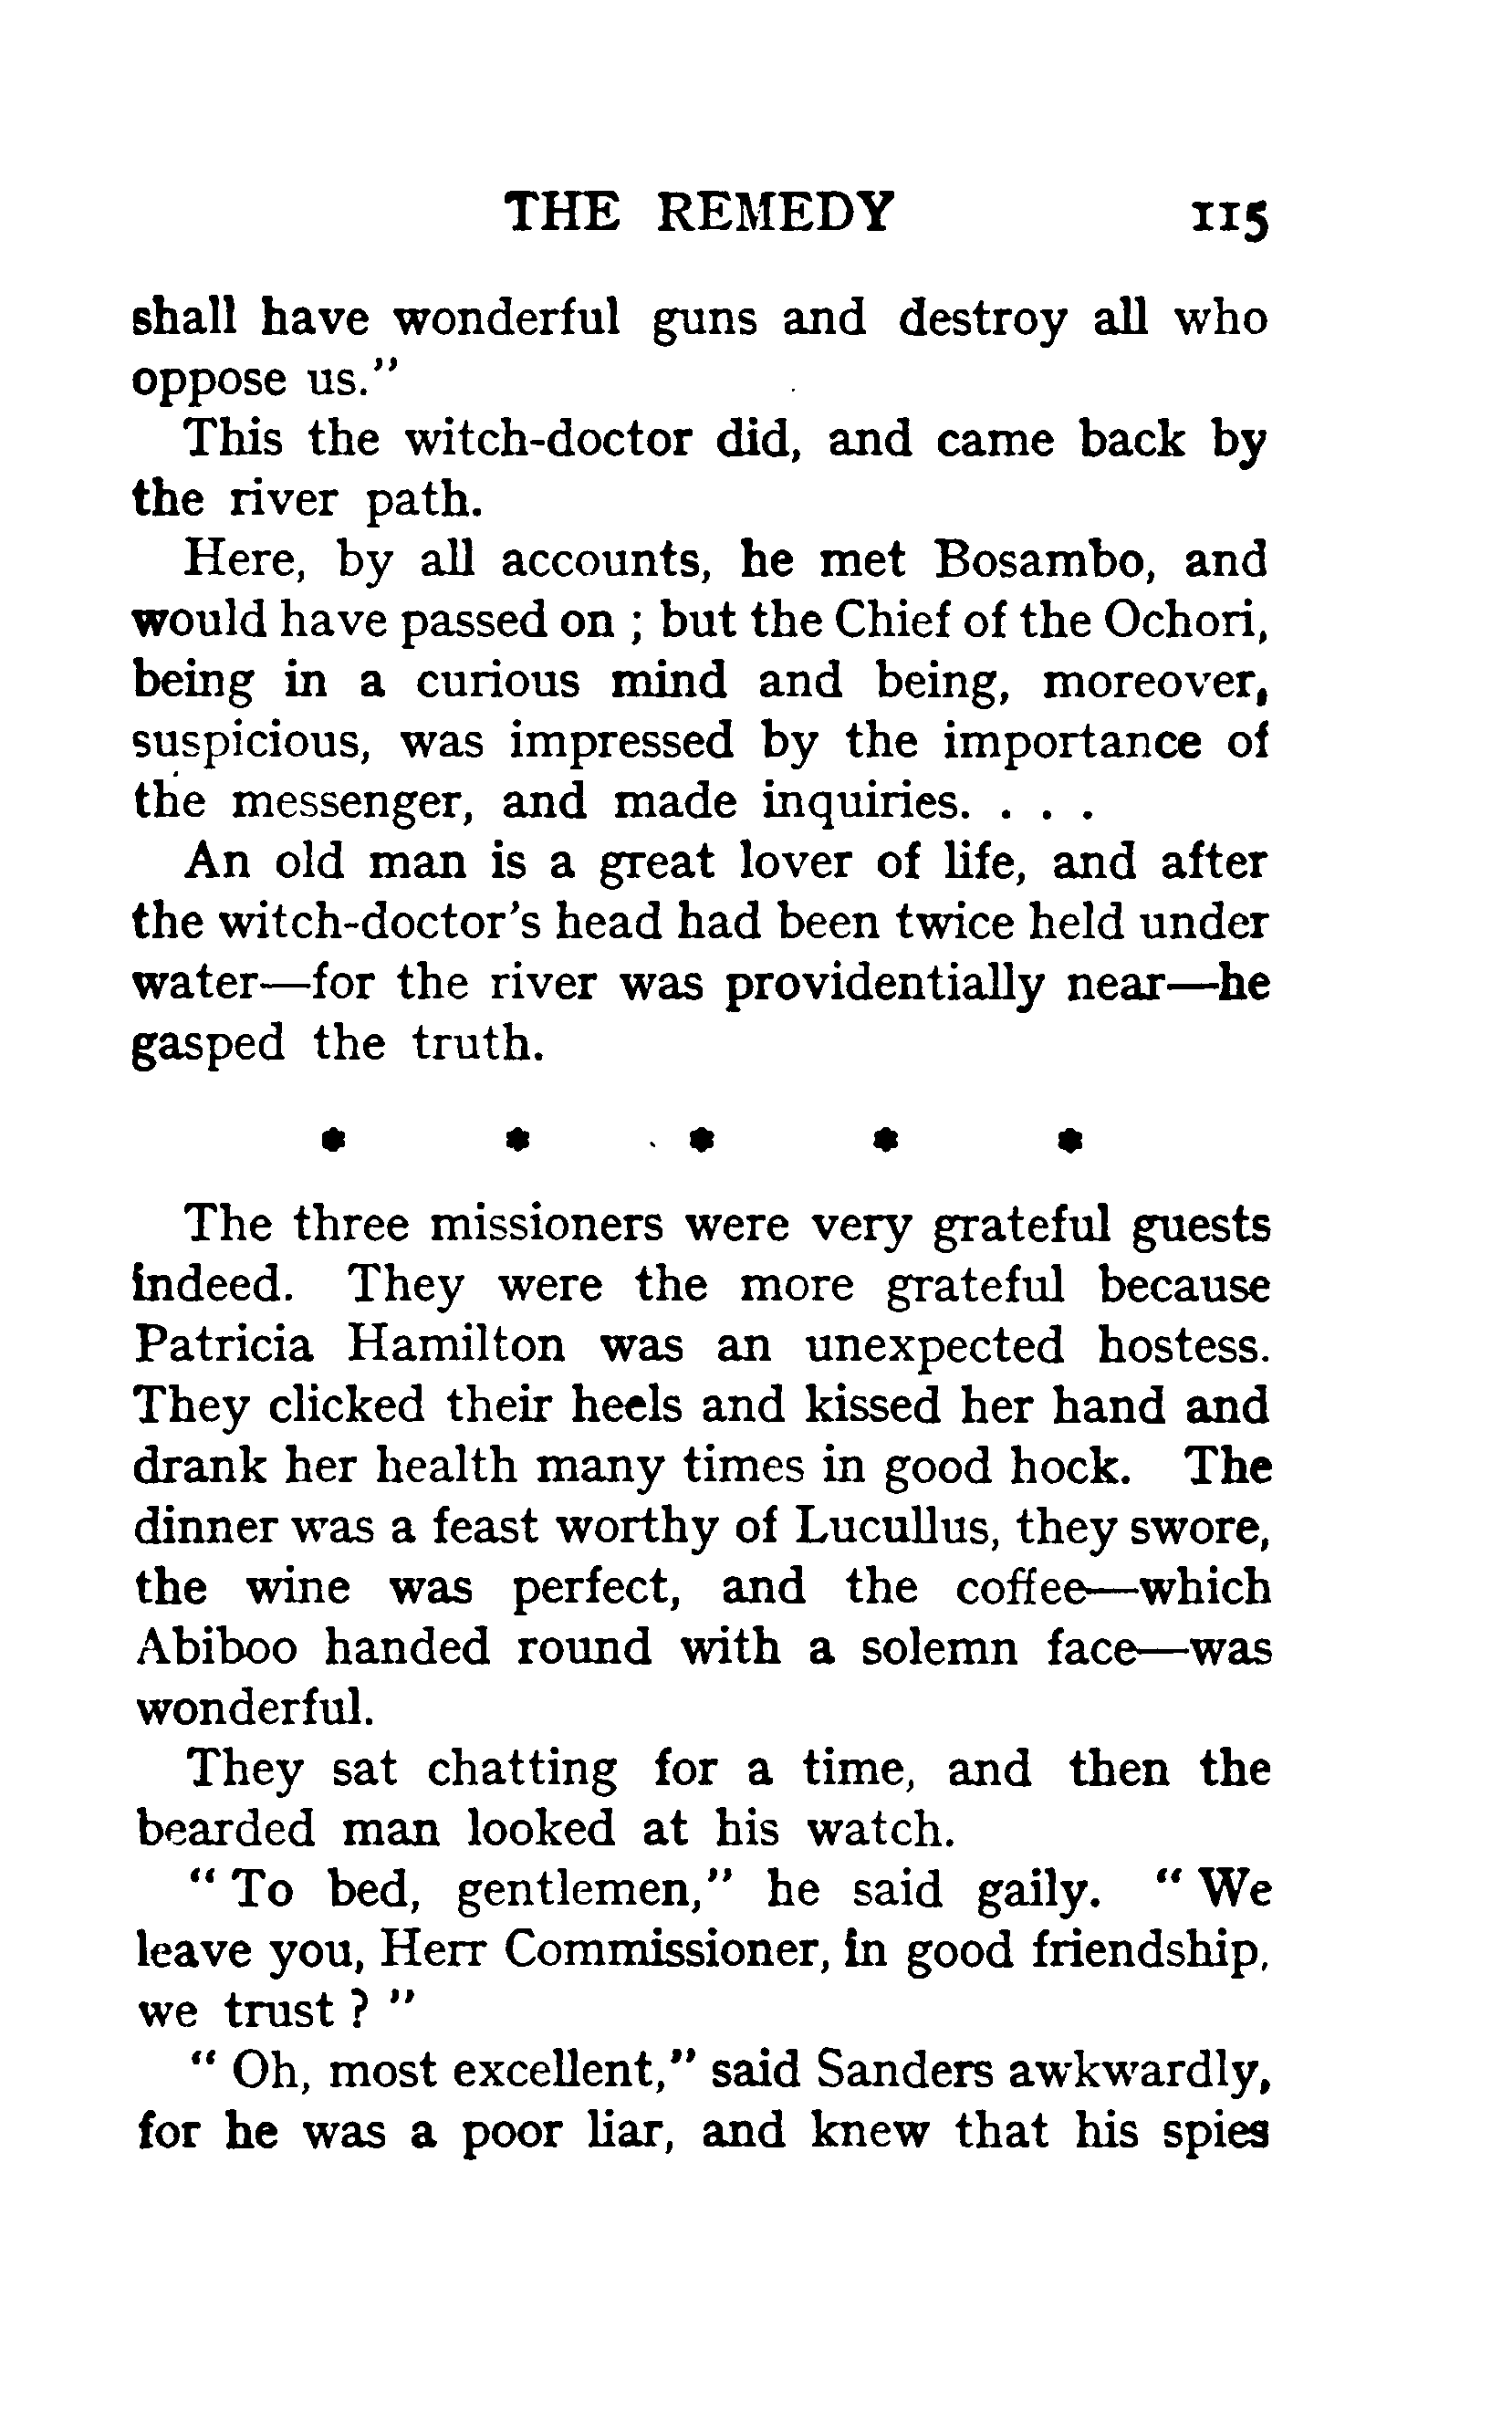 THE REMEDY 115
shall have wonderful guns and destroy all who
oppose us."
This the witch-doctor did, and came back by
the river path.
Here, by all accounts, he met Bosambo, and
would have passed on ; but the Chief of the Ochori,
being in a curious mind and being, moreover,
suspicious, was impressed by the importance of
the messenger, and made inquiries. . . .
An old man is a great lover of life, and after
the witch-doctor's head had been twice held under
water—for the river was providentially near—he
gasped the truth.
* * * * *
The three missioners were very grateful guests
indeed. They were the more grateful because
Patricia Hamilton was an unexpected hostess.
They clicked their heels and kissed her hand and
drank her health many times in good hock. The
dinner was a feast worthy of Lucullus, they swore,
the wine was perfect, and the coffee—which
Abiboo handed round with a solemn face—was
wonderful.
They sat chatting for a time, and then the
bearded man looked at his watch.
" To bed, gentlemen," he said gaily. " We
leave you, Herr Commissioner, in good friendship,
we trust ? "
" Oh, most excellent," said Sanders awkwardly,
for he was a poor liar, and knew that his spies